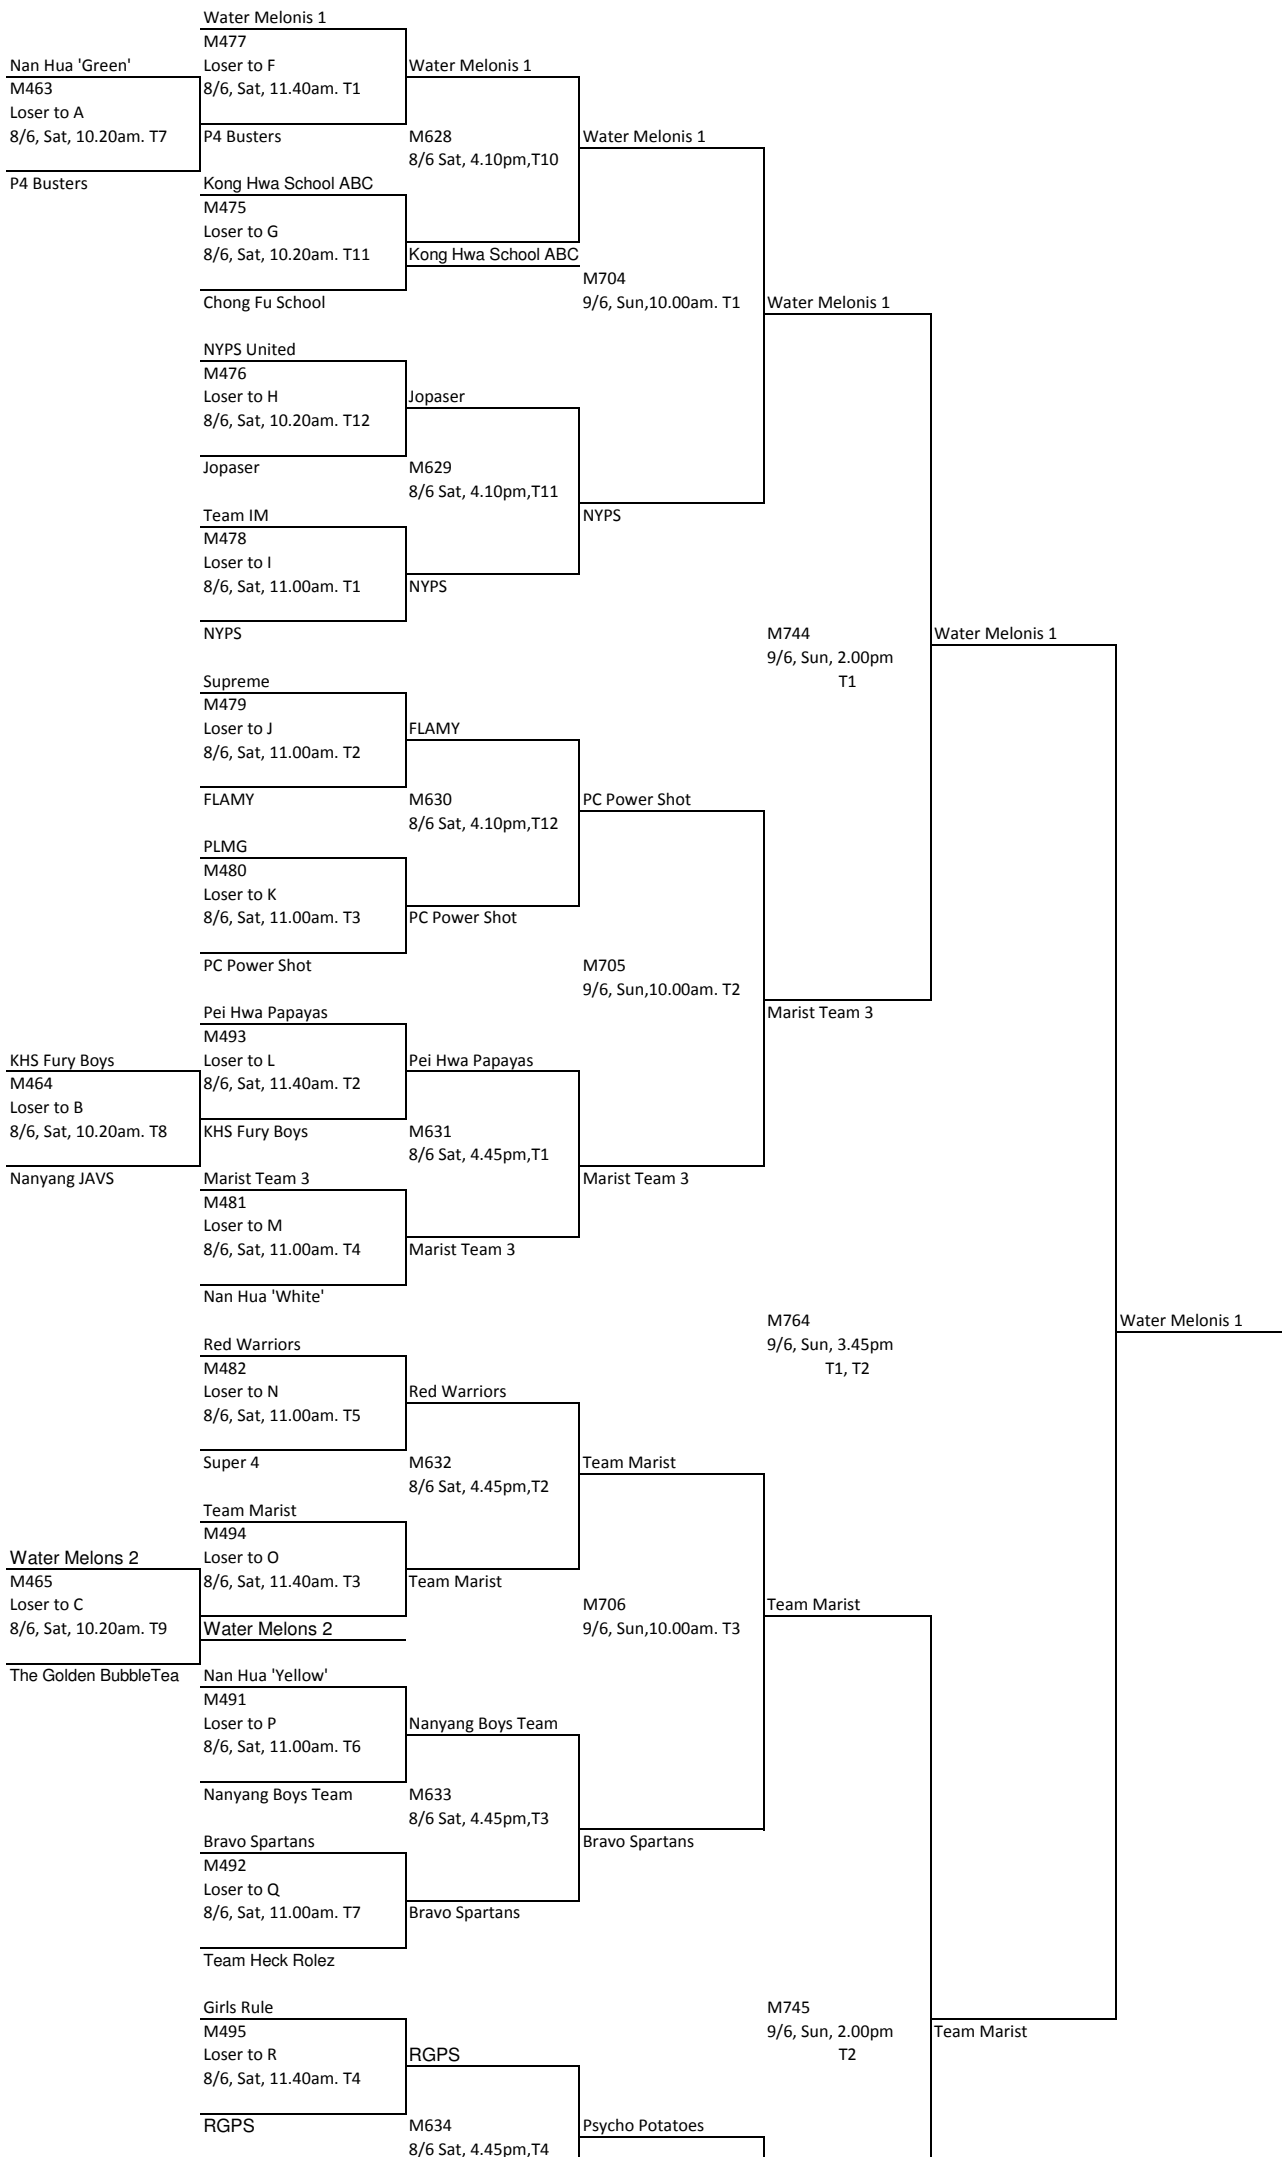 Water Melonis 1
M477
Nan Hua 'Green'
Loser to F
Water Melonis 1
M463
8/6, Sat, 11.40am. T1
Loser to A
8/6, Sat, 10.20am. T7
P4 Busters
M628
Water Melonis 1
8/6 Sat, 4.10pm,T10
P4 Busters
Kong Hwa School ABC
M475
Loser to G
8/6, Sat, 10.20am. T11
Kong Hwa School ABC
M704
Chong Fu School
9/6, Sun,10.00am. T1
Water Melonis 1
NYPS United
M476
Loser to H
Jopaser
8/6, Sat, 10.20am. T12
Jopaser
M629
8/6 Sat, 4.10pm,T11
Team IM
NYPS
M478
Loser to I
8/6, Sat, 11.00am. T1
NYPS
NYPS
M744
Water Melonis 1
9/6, Sun, 2.00pm
Supreme
T1
M479
Loser to J
FLAMY
8/6, Sat, 11.00am. T2
FLAMY
M630
PC Power Shot
8/6 Sat, 4.10pm,T12
PLMG
M480
Loser to K
8/6, Sat, 11.00am. T3
PC Power Shot
PC Power Shot
M705
9/6, Sun,10.00am. T2
Pei Hwa Papayas
Marist Team 3
M493
KHS Fury Boys
Loser to L
Pei Hwa Papayas
M464
8/6, Sat, 11.40am. T2
Loser to B
8/6, Sat, 10.20am. T8
KHS Fury Boys
M631
8/6 Sat, 4.45pm,T1
Nanyang JAVS
Marist Team 3
Marist Team 3
M481
Loser to M
8/6, Sat, 11.00am. T4
Marist Team 3
Nan Hua 'White'
M764
Water Melonis 1
Red Warriors
9/6, Sun, 3.45pm
M482
T1, T2
Loser to N
Red Warriors
8/6, Sat, 11.00am. T5
Super 4
M632
Team Marist
8/6 Sat, 4.45pm,T2
Team Marist
M494
Water Melons 2
Loser to O
M465
8/6, Sat, 11.40am. T3
Team Marist
Loser to C
M706
Team Marist
8/6, Sat, 10.20am. T9
Water Melons 2
9/6, Sun,10.00am. T3
The Golden BubbleTea
Nan Hua 'Yellow'
M491
Loser to P
Nanyang Boys Team
8/6, Sat, 11.00am. T6
Nanyang Boys Team
M633
8/6 Sat, 4.45pm,T3
Bravo Spartans
Bravo Spartans
M492
Loser to Q
8/6, Sat, 11.00am. T7
Bravo Spartans
Team Heck Rolez
Girls Rule
M745
M495
9/6, Sun, 2.00pm
Team Marist
Loser to R
RGPS
T2
8/6, Sat, 11.40am. T4
RGPS
M634
Psycho Potatoes
8/6 Sat, 4.45pm,T4